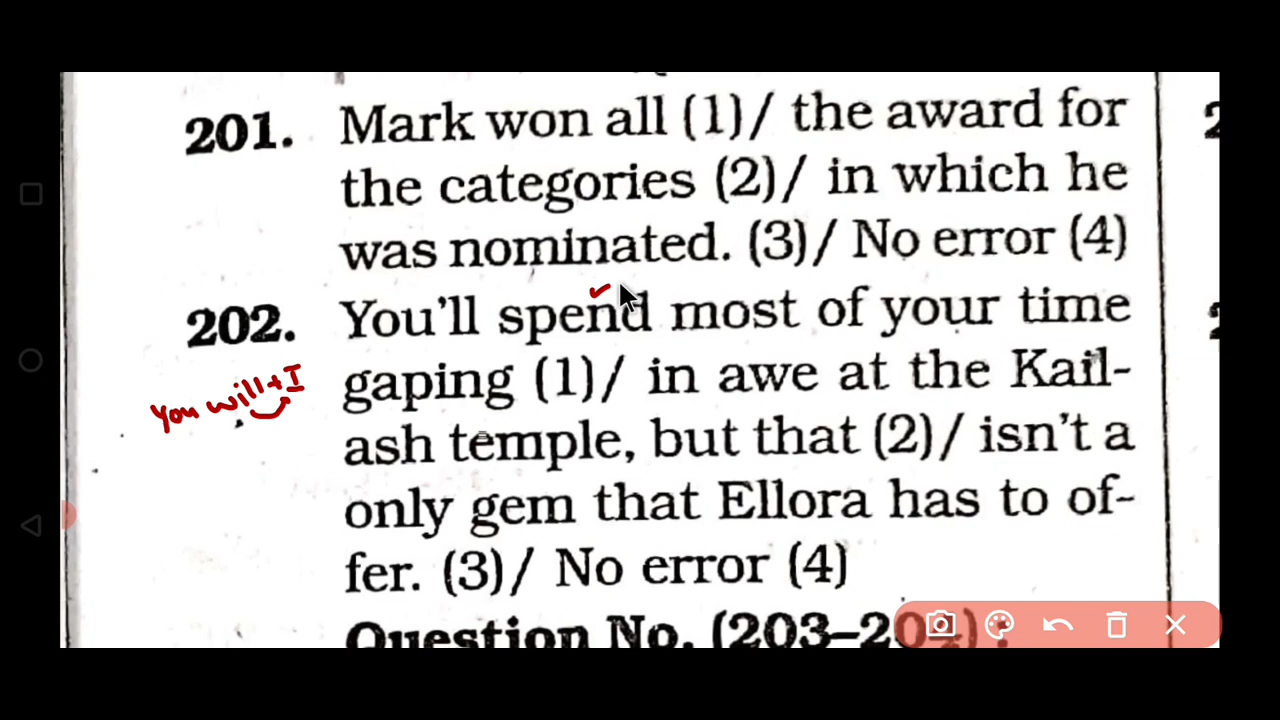 201. Mark won all (1)/ the award for
the categories (2)/ in which he
was nominated. (3)/ No error (4)
202. You'll spend most of your time
gaping (1)/ in awe at the Kail-
You will+I
ash temple, but that (2)/ isn't a
only gem that Ellora has to of-
fer. (3)/ No error (4)
Question No. (203–204) :